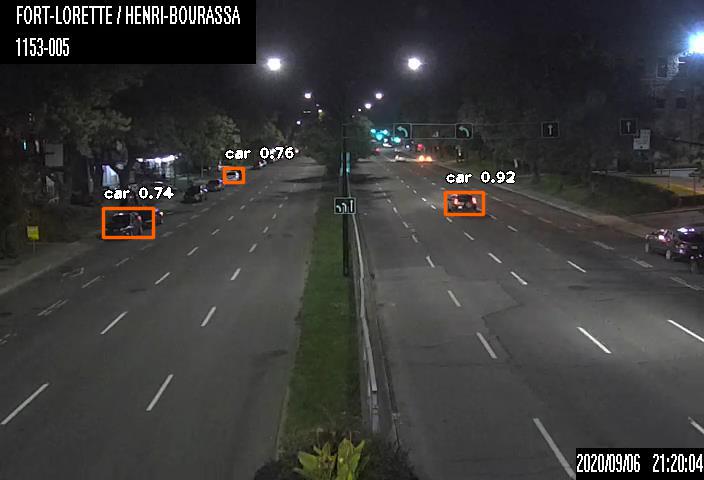 FORT-LORETTE / HENRI-BOURASSA
1153-005
car 0.76
car 0.92
car 0.74
2020/09/06 21:20:04